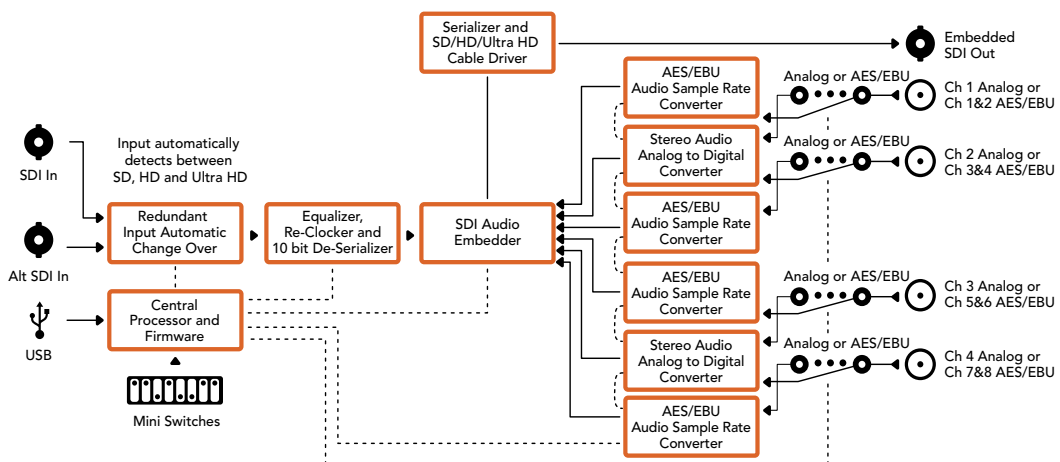 Serializer and
SD/HD/Ultra HD
Cable Driver
Embedded
SDI Out
AES/EBU
Audio Sample Rate
Converter
Analog or AES/EBU
Ch 1 Analog or
Ch 1&2 AES/EBU
SDI In
Input automatically
detects between
SD, HD and Ultra HD
Stereo Audio
Analog to Digital
Converter
Analog or AES/EBU
Ch 2 Analog or
Ch 3&4 AES/EBU
Alt SDI In
Redundant
Input Automatic
Change Over
Equalizer,
Re-Clocker and
10 bit De-Serializer
SDI Audio
Embedder
AES/EBU
Audio Sample Rate
Converter
USB
Central
Processor and
Firmware
AES/EBU
Audio Sample Rate
Converter
Analog or AES/EBU
Ch 3 Analog or
Ch 5&6 AES/EBU
Mini Switches
Stereo Audio
Analog to Digital
Converter
Analog or AES/EBU
Ch 4 Analog or
Ch 7&8 AES/EBU
AES/EBU
Audio Sample Rate
Converter